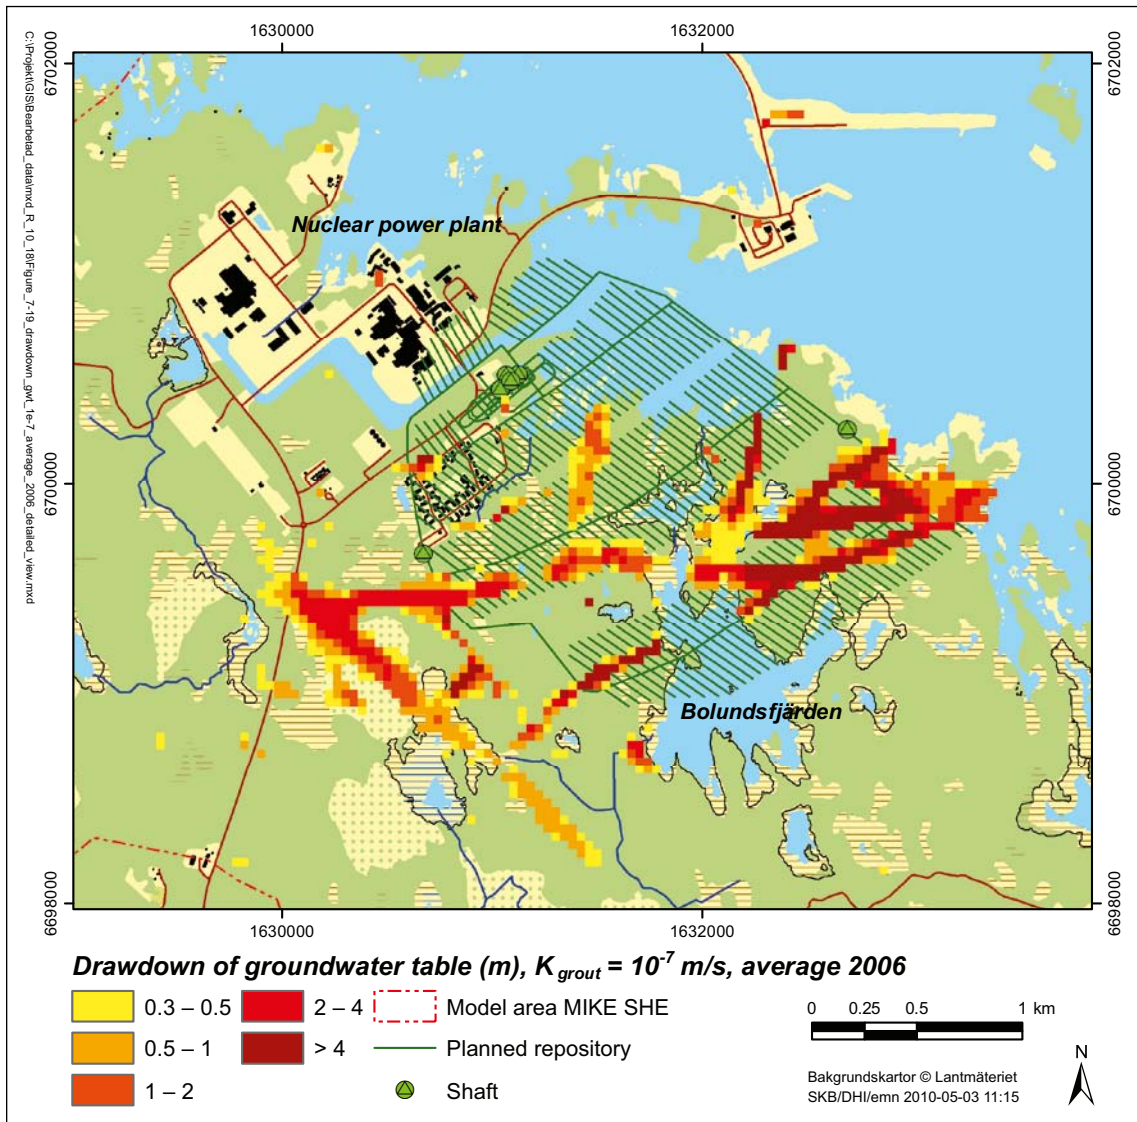 1630000
1632000
6702000
6702000
C:\Projekt\GIS\Bearbetad_data\mxd_R_10_18\Figure_7-19_drawdown_gwt_1e-7_average_2006_detailed_view.mxd
Nuclear power plant
6700000
6700000
Bolundsfjärden
6698000
6698000
1630000
1632000
Drawdown of groundwater table (m), K grout = 10-7 m/s, average 2006
0.3 – 0.5
2 – 4
Model area MIKE SHE
0 0.25 0.5 1 km
0.5 – 1
> 4
Planned repository
1 – 2
Shaft
N
Bakgrundskartor © Lantmäteriet
SKB/DHI/emn 2010-05-03 11:15